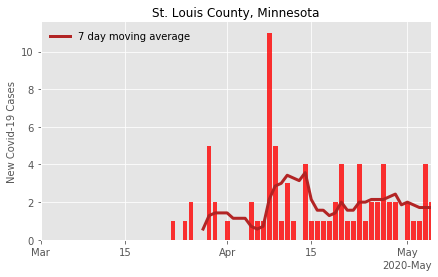 St. Louis County, Minnesota
7 day moving average
New Covid-19 Cases
10
8
6
4
2
0
Mar
15
Apr
15
May
2020-May